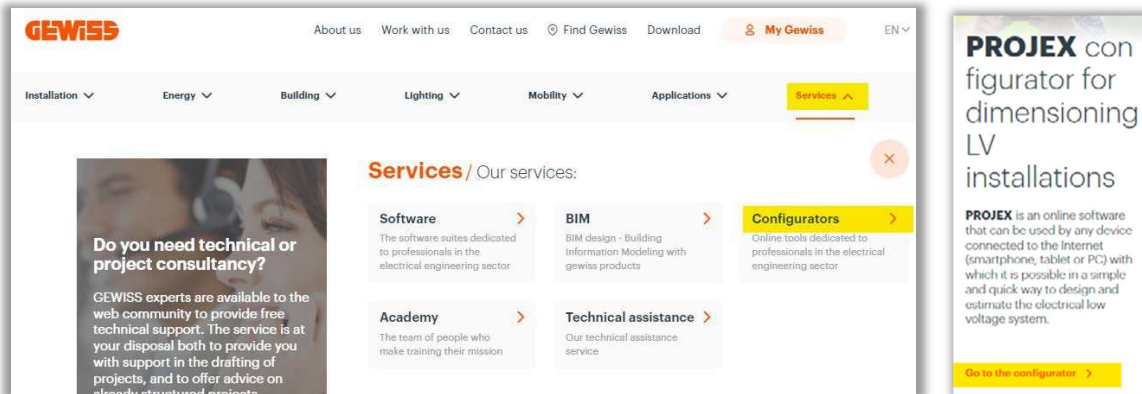 GEWISS
About us Work with us Contact us Find Gewiss Download My Gewiss EN
Installation Energy Building Lighting Mobility Applications Services
Do you need technical or
project consultancy?
GEWISS experts are available to the
web community to provide free
technical support. The service is at
your disposal both to provide you
with support in the drafting of
projects, and to offer advice on
already structured projects.
Services / Our services:
Software
The software suites dedicated
to professionals in the
electrical engineering sector
BIM
BIM design - Building
Information Modeling with
gewiss products
Configurators
Online tools dedicated to
professionals in the electrical
engineering sector
Academy
The team of people who
make training their mission
Technical assistance
Our technical assistance
service
PROJEX con
figurator for
dimensioning
LV
installations
PROJEX is an online software
that can be used by any device
connected to the Internet
(smartphone, tablet or PC) with
which it is possible in a simple
and quick way to design and
estimate the electrical low
voltage system.
Go to the configurator